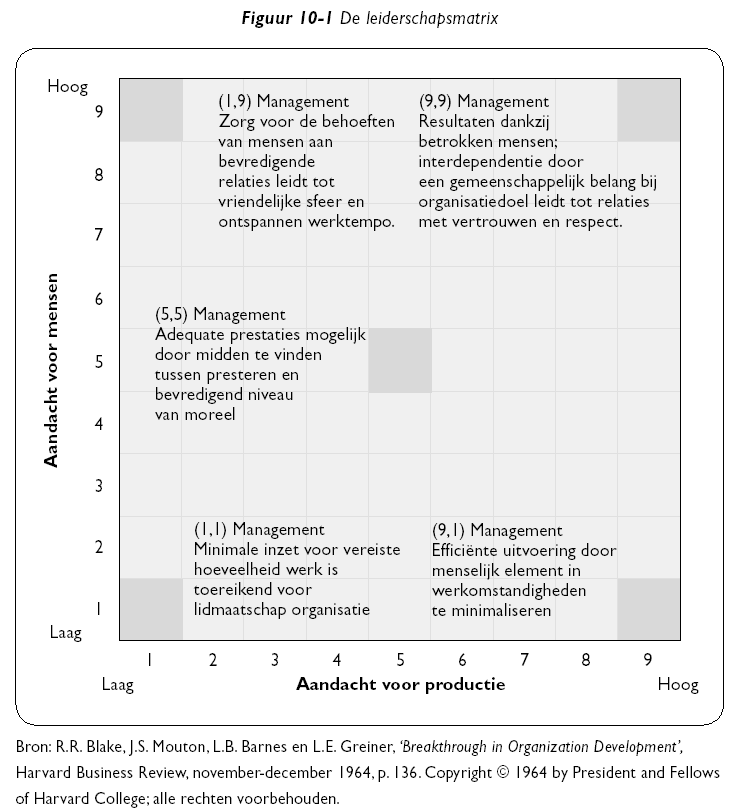 Figuur 10-1 De leiderschapsmatrix
Hoog
9
8
7
6
5
4
3
2
1
Laag
Aandacht voor mensen
(1,9) Management
Zorg voor de behoeften
van mensen aan
bevredigende
relaties leidt tot
vriendelijke sfeer en
ontspannen werktempo.
(9,9) Management
Resultaten dankzij
betrokken mensen;
interdependentie door
een gemeenschappelijk belang bij
organisatiedoel leidt tot relaties
met vertrouwen en respect.
(5,5) Management
Adequate prestaties mogelijk
door midden te vinden
tussen presteren en
bevredigend niveau
van moreel
(1,1) Management
Minimale inzet voor vereiste
hoeveelheid werk is
toereikend voor
lidmaatschap organisatie
(9,1) Management
Efficiënte uitvoering door
menselijk element in
werkomstandigheden
te minimaliseren
1 2 3 4 5 6 7 8 9
Laag Aandacht voor productie Hoog
Bron: R.R. Blake, J.S. Mouton, L.B. Barnes en L.E. Greiner, ‘Breakthrough in Organization Development’,
Harvard Business Review, november-december 1964, p. 136. Copyright © 1964 by President and Fellows
of Harvard College; alle rechten voorbehouden.